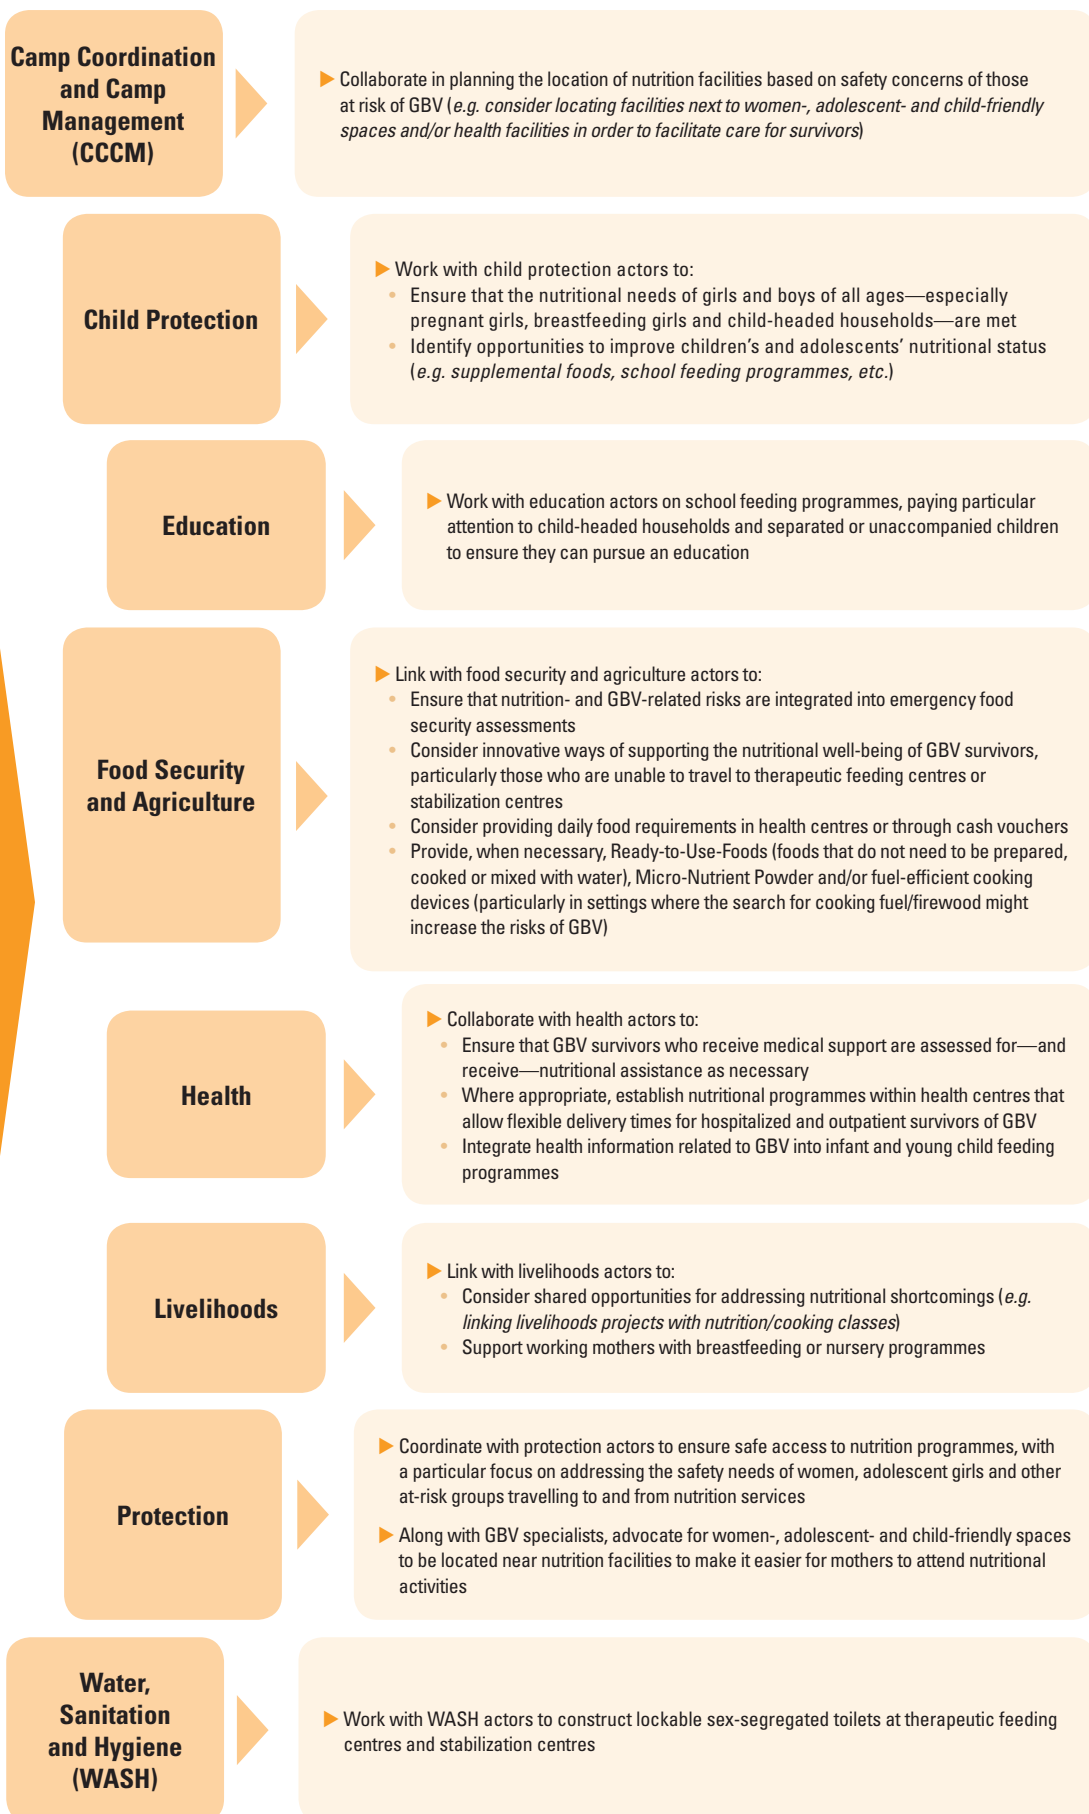 Camp Coordination
and Camp
Management
(CCCM)
▶ Collaborate in planning the location of nutrition facilities based on safety concerns of those
at risk of GBV (e.g. consider locating facilities next to women-, adolescent- and child-friendly
spaces and/or health facilities in order to facilitate care for survivors)
Child Protection
▶ Work with child protection actors to:
• Ensure that the nutritional needs of girls and boys of all ages—especially
pregnant girls, breastfeeding girls and child-headed households—are met
• Identify opportunities to improve children's and adolescents' nutritional status
(e.g. supplemental foods, school feeding programmes, etc.)
Education
▶ Work with education actors on school feeding programmes, paying particular
attention to child-headed households and separated or unaccompanied children
to ensure they can pursue an education
Food Security
and Agriculture
▶ Link with food security and agriculture actors to:
• Ensure that nutrition- and GBV-related risks are integrated into emergency food
security assessments
• Consider innovative ways of supporting the nutritional well-being of GBV survivors,
particularly those who are unable to travel to therapeutic feeding centres or
stabilization centres
• Consider providing daily food requirements in health centres or through cash vouchers
• Provide, when necessary, Ready-to-Use-Foods (foods that do not need to be prepared,
cooked or mixed with water), Micro-Nutrient Powder and/or fuel-efficient cooking
devices (particularly in settings where the search for cooking fuel/firewood might
increase the risks of GBV)
Health
▶ Collaborate with health actors to:
• Ensure that GBV survivors who receive medical support are assessed for—and
receive—nutritional assistance as necessary
• Where appropriate, establish nutritional programmes within health centres that
allow flexible delivery times for hospitalized and outpatient survivors of GBV
• Integrate health information related to GBV into infant and young child feeding
programmes
Livelihoods
▶ Link with livelihoods actors to:
• Consider shared opportunities for addressing nutritional shortcomings (e.g.
linking livelihoods projects with nutrition/cooking classes)
• Support working mothers with breastfeeding or nursery programmes
Protection
▶ Coordinate with protection actors to ensure safe access to nutrition programmes, with
a particular focus on addressing the safety needs of women, adolescent girls and other
at-risk groups travelling to and from nutrition services
▶ Along with GBV specialists, advocate for women-, adolescent- and child-friendly spaces
to be located near nutrition facilities to make it easier for mothers to attend nutritional
activities
Water,
Sanitation
and Hygiene
(WASH)
▶ Work with WASH actors to construct lockable sex-segregated toilets at therapeutic feeding
centres and stabilization centres